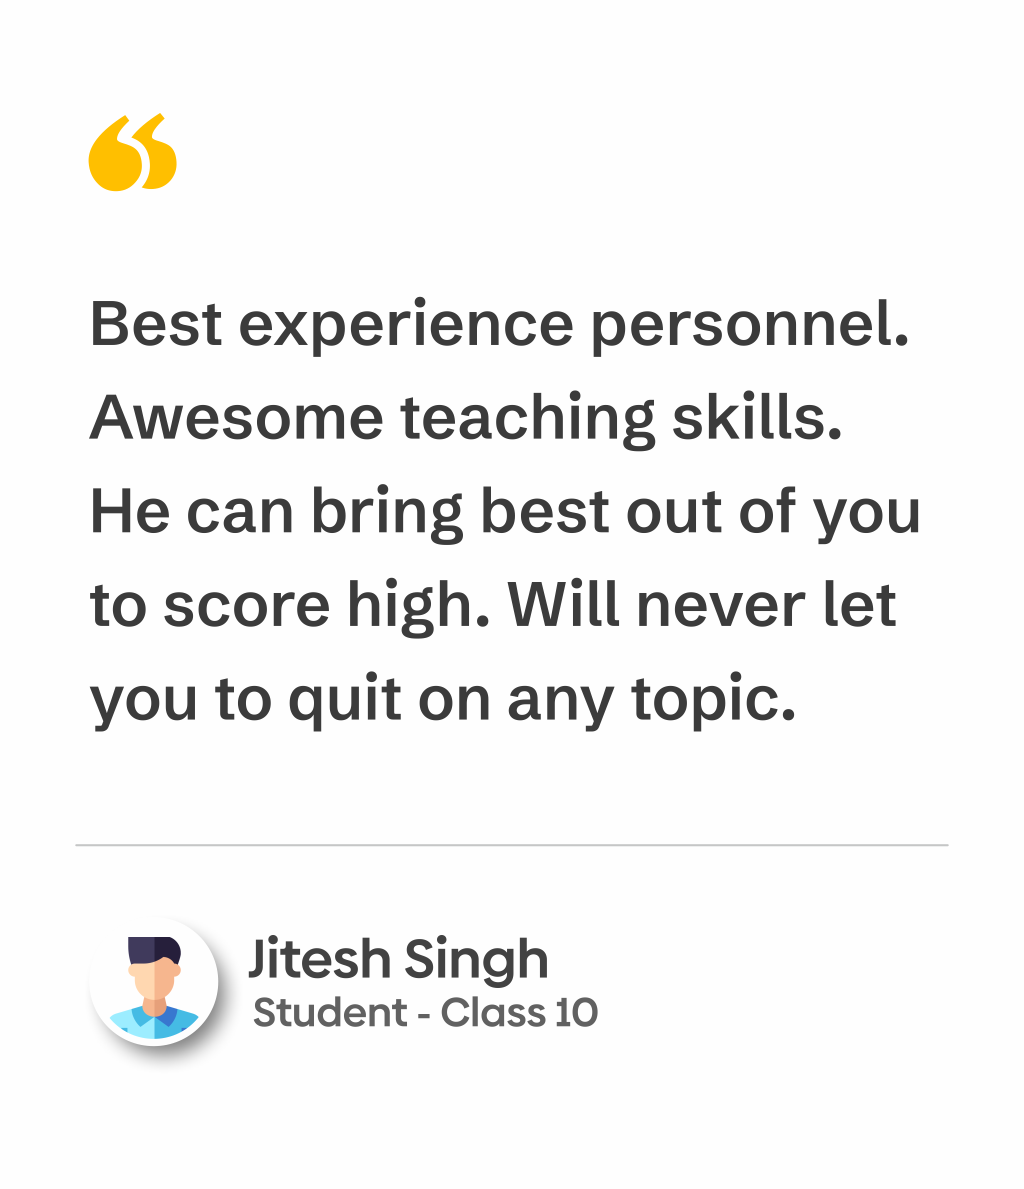 “
Best experience personnel.
Awesome teaching skills.
He can bring best out of you
to score high. Will never let
you to quit on any topic.
Jitesh Singh
Student - Class 10